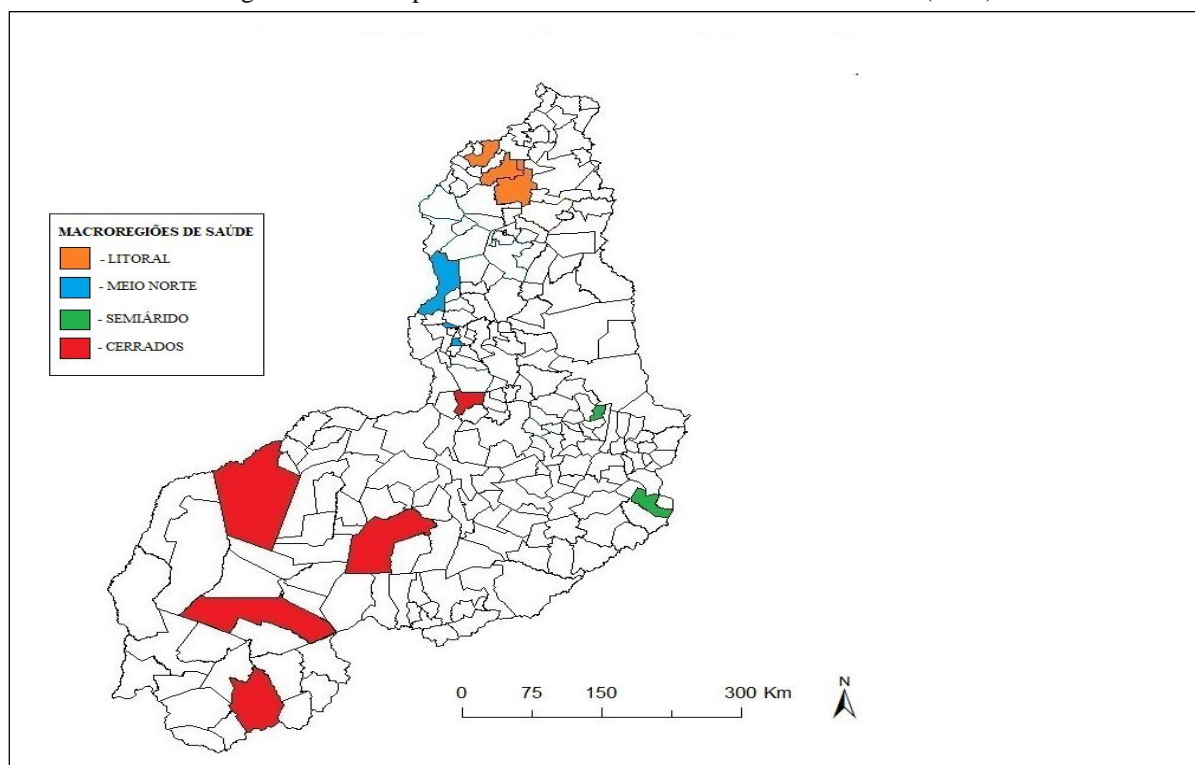 MACROREGIÕES DE SAÚDE
- LITORAL
- MEIO NORTE
- SEMIÁRIDO
- CERRADOS
N
0 75 150 300 Km